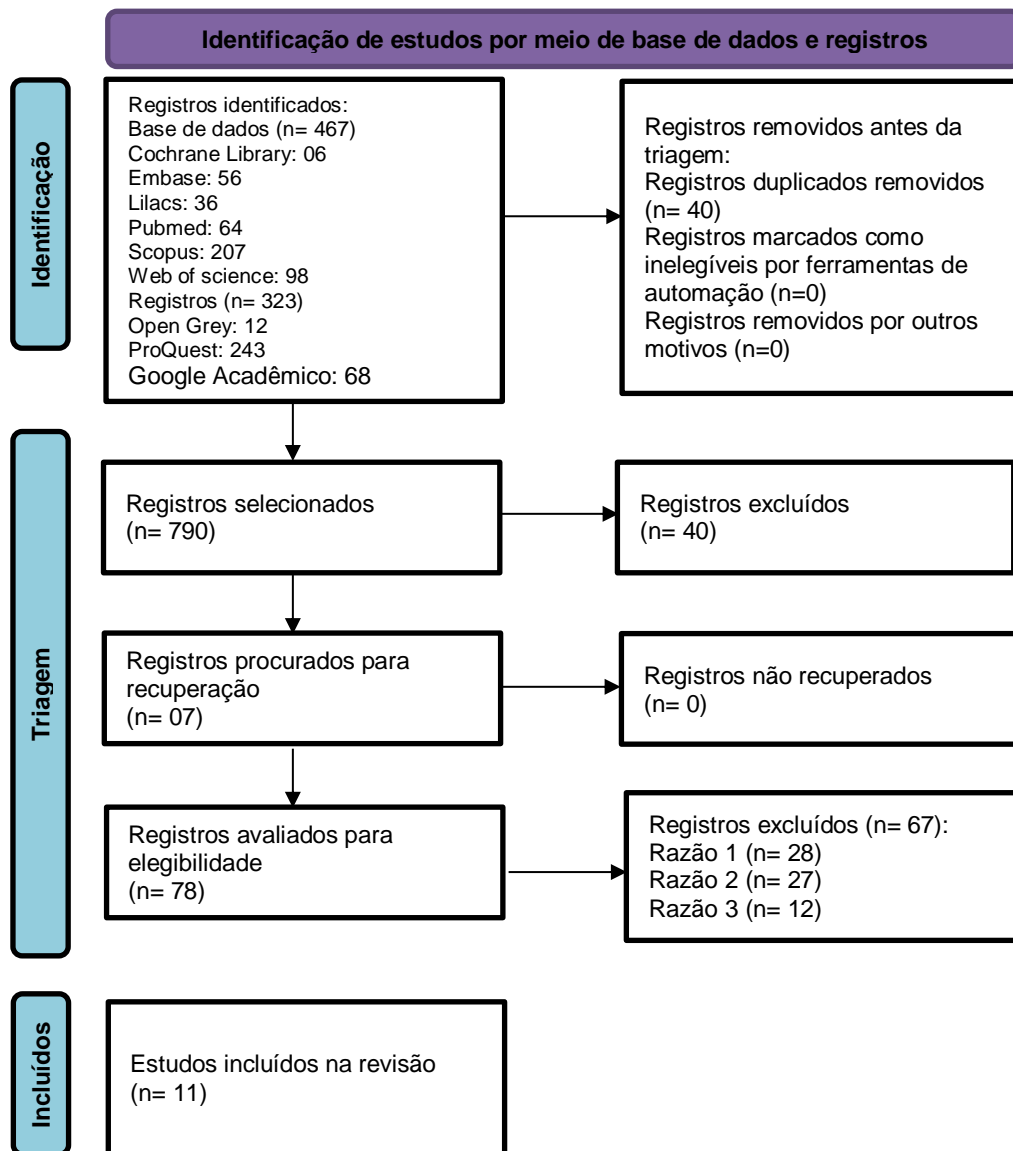 Identificação de estudos por meio de base de dados e registros
Identificação
Registros identificados:
Base de dados (n= 467)
Cochrane Library: 06
Embase: 56
Lilacs: 36
Pubmed: 64
Scopus: 207
Web of science: 98
Registros (n= 323)
Open Grey: 12
ProQuest: 243
Google Acadêmico: 68
Registros removidos antes da
triagem:
Registros duplicados removidos
(n= 40)
Registros marcados como
inelegíveis por ferramentas de
automação (n=0)
Registros removidos por outros
motivos (n=0)
Triagem
Registros selecionados
(n= 790)
Registros excluídos
(n= 40)
Registros procurados para
recuperação
(n= 07)
Registros não recuperados
(n= 0)
Registros avaliados para
elegibilidade
(n= 78)
Registros excluídos (n= 67):
Razão 1 (n= 28)
Razão 2 (n= 27)
Razão 3 (n= 12)
Incluídos
Estudos incluídos na revisão
(n= 11)